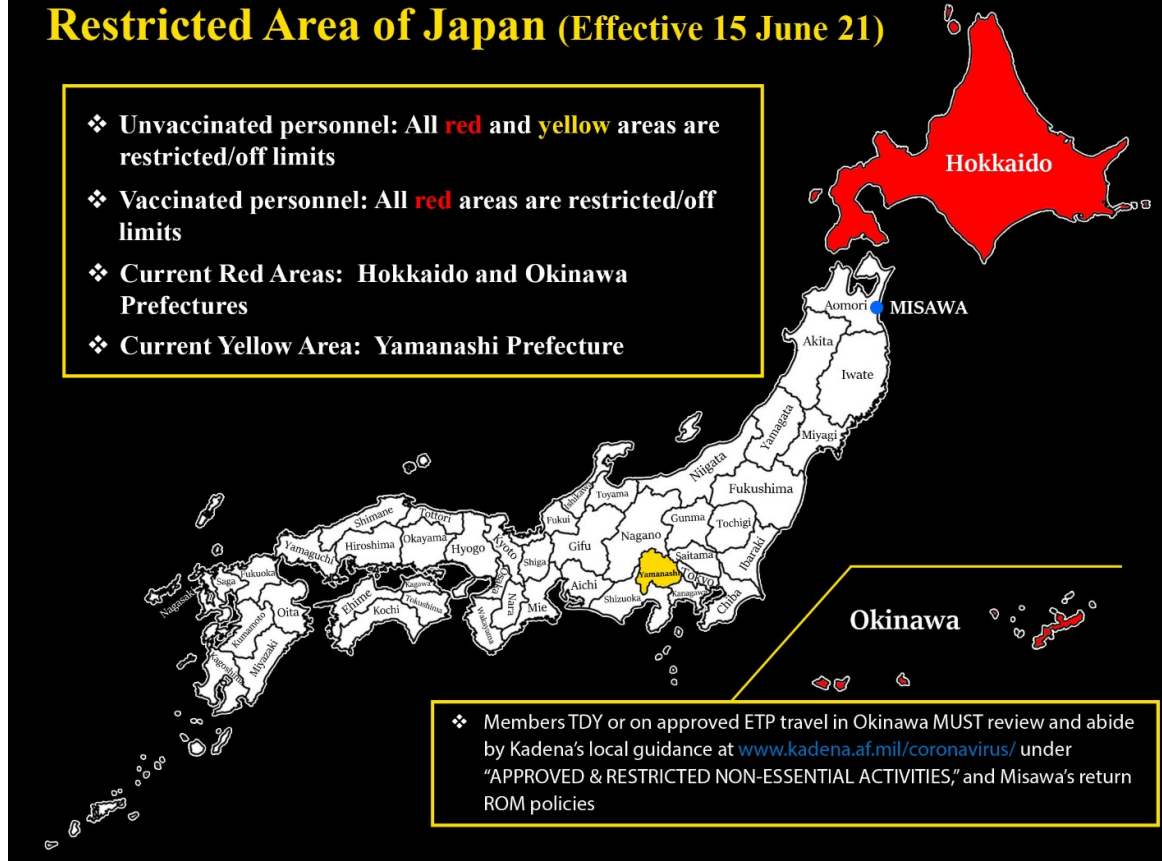 Restricted Area of Japan (Effective 15 June 21)
❖ Unvaccinated personnel: All red and yellow areas are
restricted/off limits
❖ Vaccinated personnel: All red areas are restricted/off
limits
❖ Current Red Areas: Hokkaido and Okinawa
Prefectures
❖ Current Yellow Area: Yamanashi Prefecture
Hokkaido
Aomori
MISAWA
Akita
Iwate
Yamagata
Miyagi
Niigata
Fukushima
Ishikawa
Toyama
Fukui
Gunma
Tochigi
Nagano
Gifu
Saitama
Ibaraki
Yamanashi
Tokyo
Kanagawa
Chiba
Shizuoka
Aichi
Shiga
Kyoto
Osaka
Nara
Mie
Wakayama
Hyogo
Tottori
Okayama
Shimane
Hiroshima
Yamaguchi
Kagawa
Tokushima
Ehime
Kochi
Fukuoka
Saga
Nagasaki
Oita
Kumamoto
Miyazaki
Kagoshima
Okinawa
❖ Members TDY or on approved ETP travel in Okinawa MUST review and abide
by Kadena’s local guidance at www.kadena.af.mil/coronavirus/ under
“APPROVED & RESTRICTED NON-ESSENTIAL ACTIVITIES,” and Misawa’s return
ROM policies